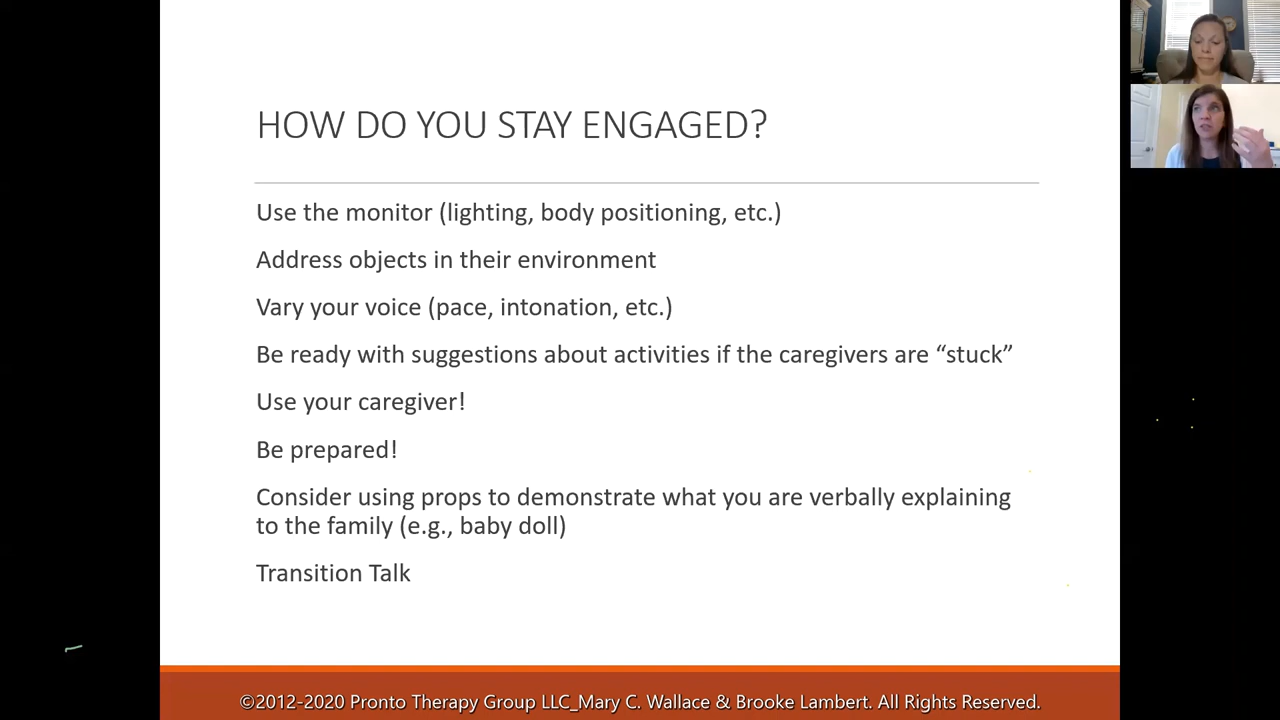 HOW DO YOU STAY ENGAGED?
Use the monitor (lighting, body positioning, etc.)
Address objects in their environment
Vary your voice (pace, intonation, etc.)
Be ready with suggestions about activities if the caregivers are “stuck”
Use your caregiver!
Be prepared!
Consider using props to demonstrate what you are verbally explaining
to the family (e.g., baby doll)
Transition Talk
©2012-2020 Pronto Therapy Group LLC_Mary C. Wallace & Brooke Lambert. All Rights Reserved.